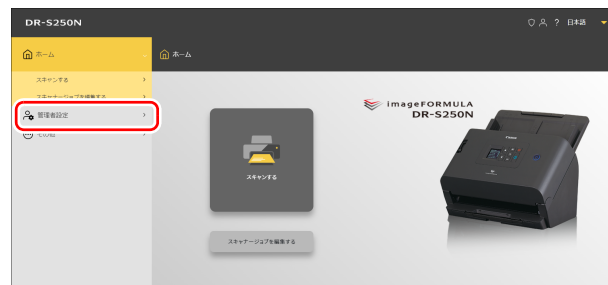 DR-S250N
? 日本語
ホーム
ホーム
スキャンする
スキャナージョブを編集する
管理者設定
その他
imageFORMULA
DR-S250N
Canon
スキャンする
スキャナージョブを編集する